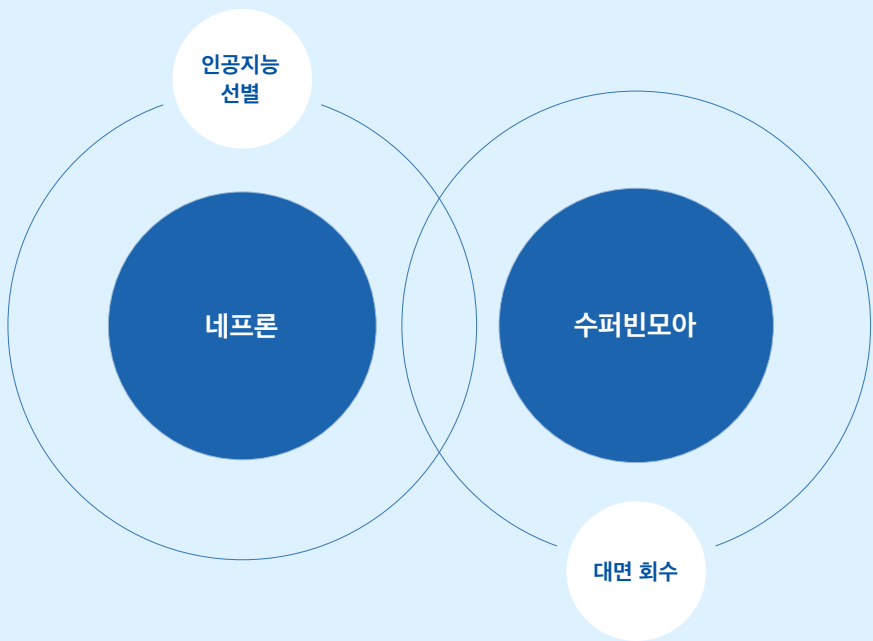 인공지능
선별
네프론
수퍼빈모아
대면 회수